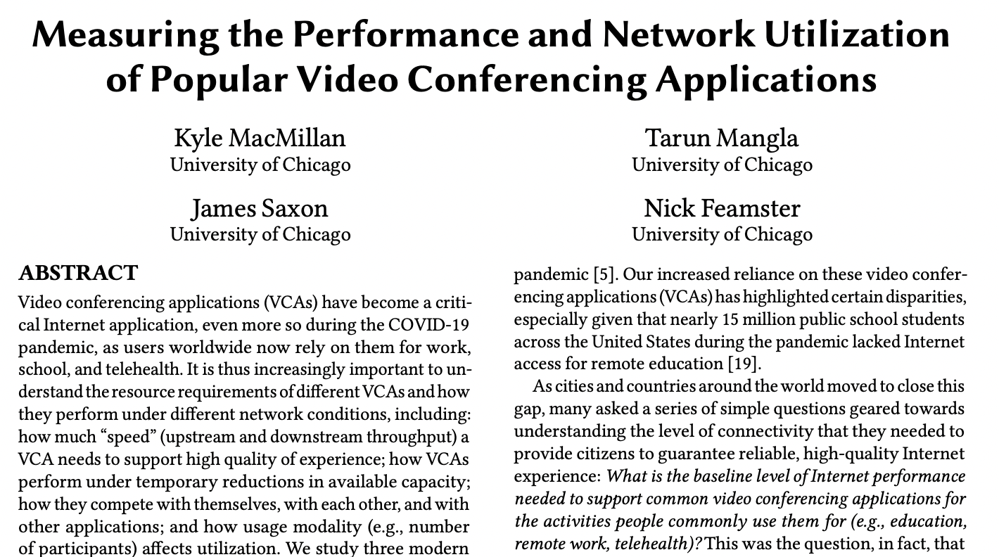 Measuring the Performance and Network Utilization
of Popular Video Conferencing Applications
Kyle MacMillan
University of Chicago
Tarun Mangla
University of Chicago
James Saxon
University of Chicago
Nick Feamster
University of Chicago
ABSTRACT
Video conferencing applications (VCAs) have become a criti-
cal Internet application, even more so during the COVID-19
pandemic, as users worldwide now rely on them for work,
school, and telehealth. It is thus increasingly important to un-
derstand the resource requirements of different VCAs and how
they perform under different network conditions, including:
how much “speed” (upstream and downstream throughput) a
VCA needs to support high quality of experience; how VCAs
perform under temporary reductions in available capacity;
how they compete with themselves, with each other, and with
other applications; and how usage modality (e.g., number
of participants) affects utilization. We study three modern
pandemic [5]. Our increased reliance on these video confer-
encing applications (VCAs) has highlighted certain disparities,
especially given that nearly 15 million public school students
across the United States during the pandemic lacked Internet
access for remote education [19].
As cities and countries around the world moved to close this
gap, many asked a series of simple questions geared towards
understanding the level of connectivity that they needed to
provide citizens to guarantee reliable, high-quality Internet
experience: What is the baseline level of Internet performance
needed to support common video conferencing applications for
the activities people commonly use them for (e.g., education,
remote work, telehealth)? This was the question, in fact, that